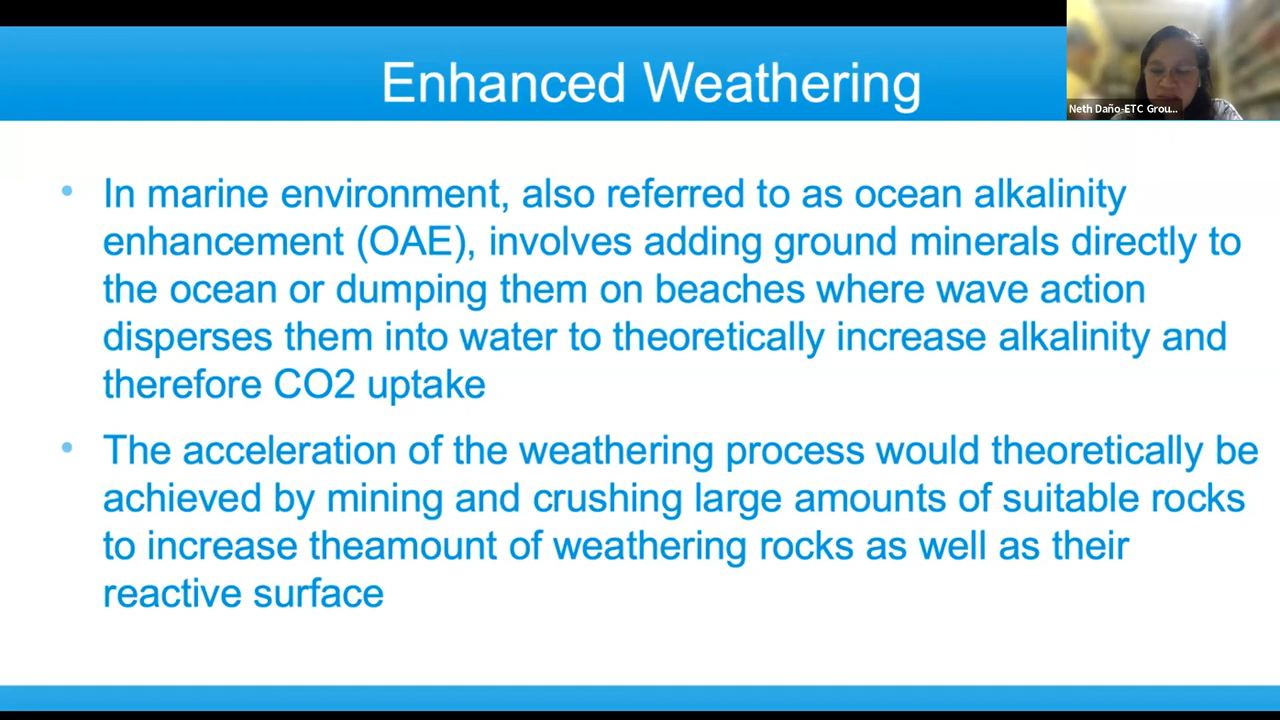 Enhanced Weathering
Neth Daño-ETC Grou...
• In marine environment, also referred to as ocean alkalinity
enhancement (OAE), involves adding ground minerals directly to
the ocean or dumping them on beaches where wave action
disperses them into water to theoretically increase alkalinity and
therefore CO2 uptake
• The acceleration of the weathering process would theoretically be
achieved by mining and crushing large amounts of suitable rocks
to increase theamount of weathering rocks as well as their
reactive surface